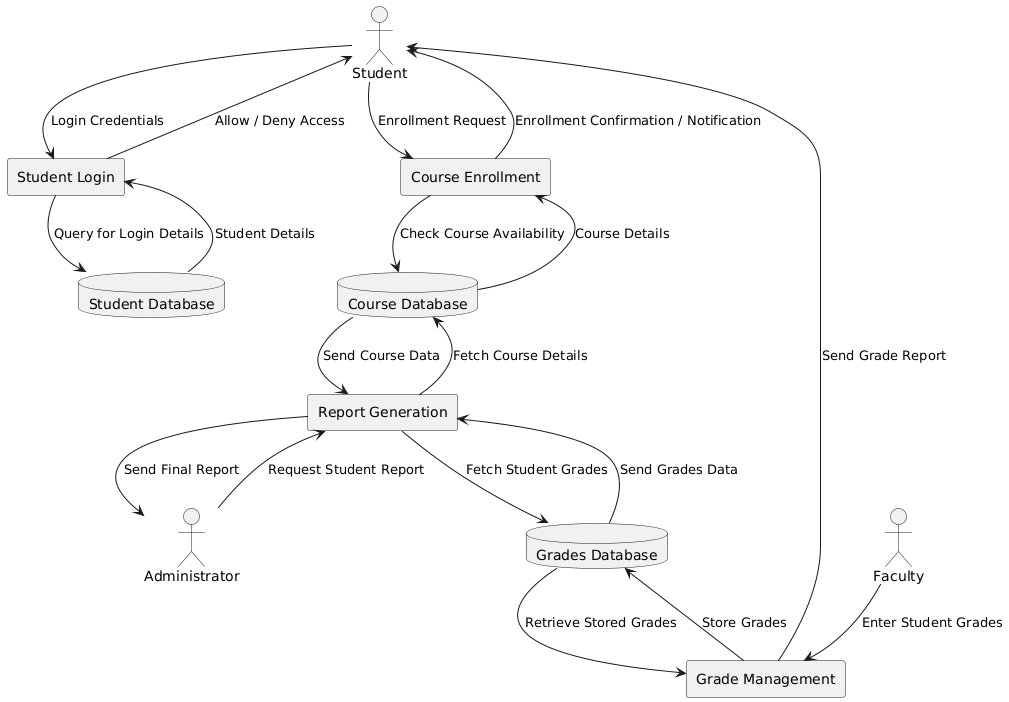 Student
Login Credentials
Allow / Deny Access
Enrollment Request
Enrollment Confirmation / Notification
Student Login
Course Enrollment
Query for Login Details
Student Details
Check Course Availability
Course Details
Student Database
Course Database
Send Course Data
Fetch Course Details
Send Grade Report
Report Generation
Send Final Report
Request Student Report
Fetch Student Grades
Send Grades Data
Administrator
Grades Database
Faculty
Retrieve Stored Grades
Store Grades
Enter Student Grades
Grade Management